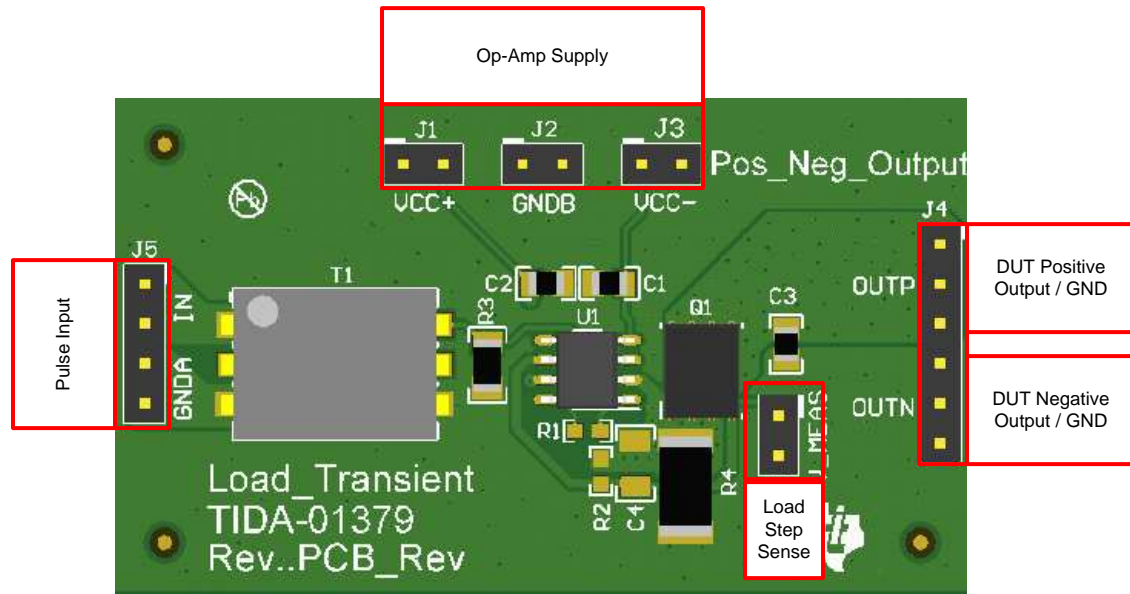 Op-Amp Supply
J1
J2
J3
Pos_Neg_Output
VCC+
GNDB
VCC-
Pb
J4
J5
T1
IN
GNDA
Pulse Input
C2
C1
R3
U1
Q1
C3
OUTP
DUT Positive
Output / GND
OUTN
DUT Negative
Output / GND
R1
R2
C4
R4
Load
Step
Sense
Load_Transient
TIDA-01379
Rev..PCB_Rev